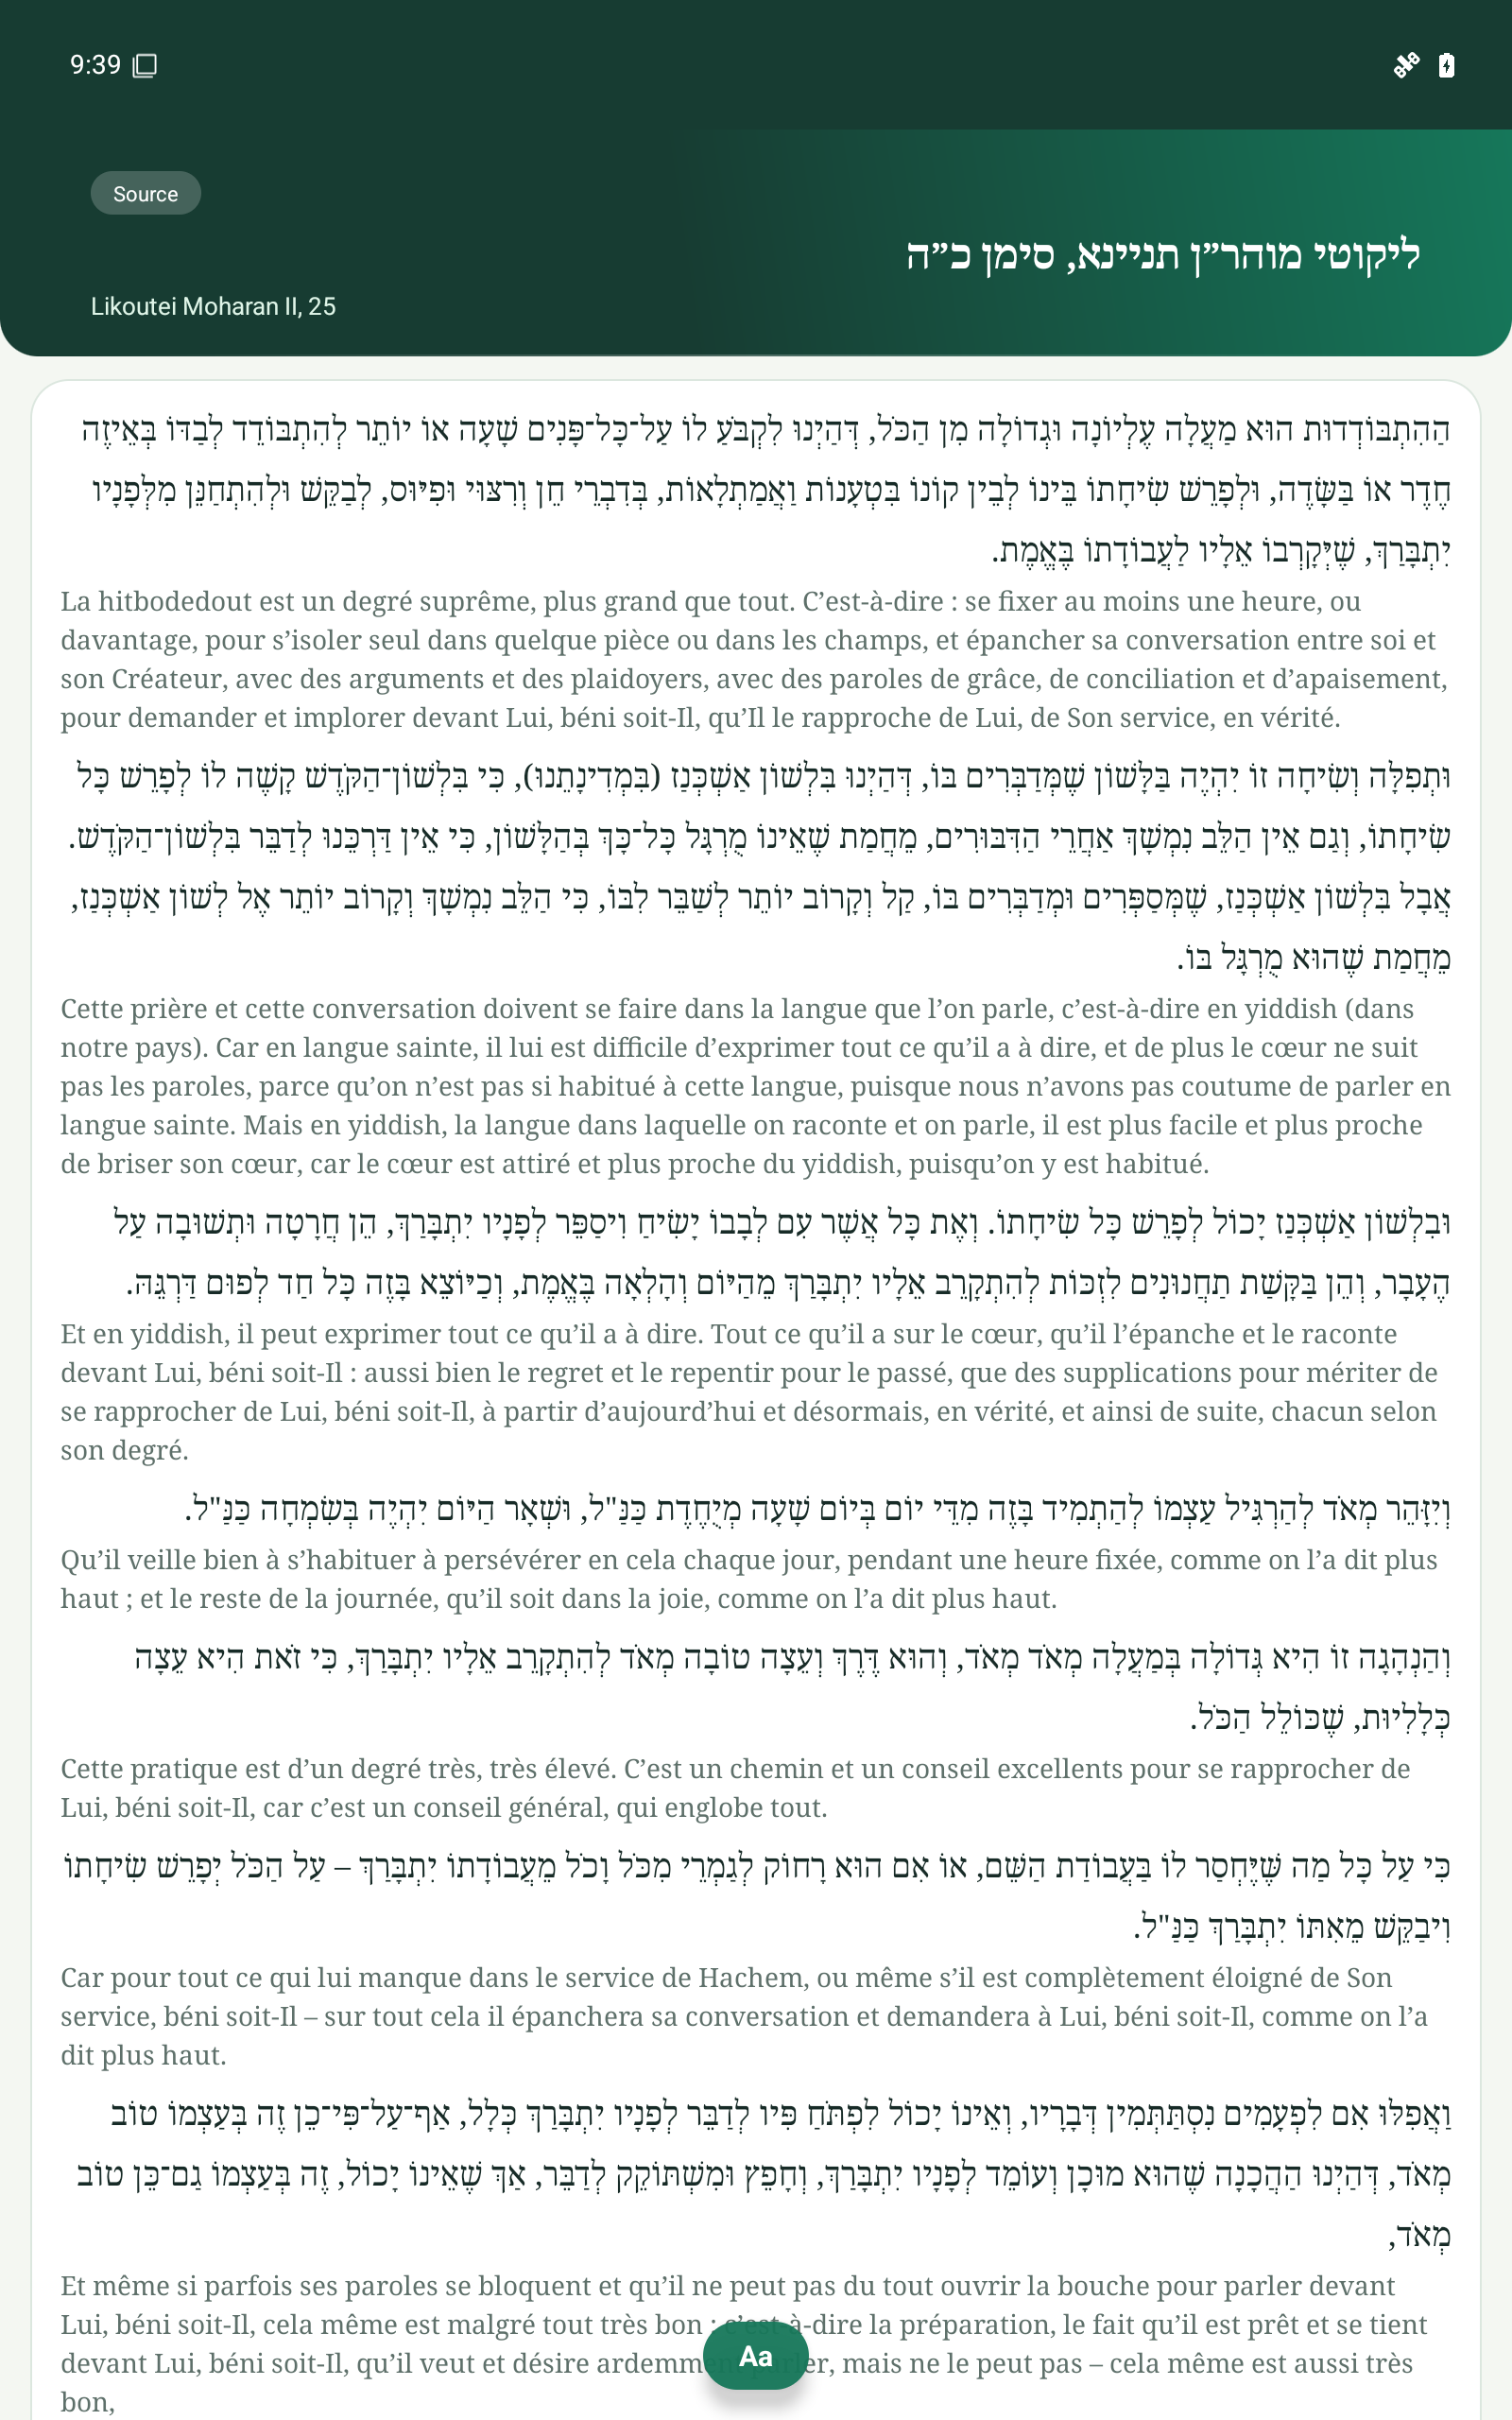 9:39
Source
ליקוטי מוהר״ן תניינא, סימן כ״ה
Likoutei Moharan II, 25
הַהִתְבּוֹדְדוּת הוּא מַעֲלָה עֶלְיוֹנָה וּגְדוֹלָה מִן הַכֹּל, דְּהַיְנוּ לִקְבֹּעַ לוֹ עַל־כָּל־פָּנִים שָׁעָה אוֹ יוֹתֵר לְהִתְבּוֹדֵד לְבַדּוֹ בְּאֵיזֶה
חֶדֶר אוֹ בַּשָּׂדֶה, וּלְפָרֵשׁ שִׂיחָתוֹ בֵּינוֹ לְבֵין קוֹנוֹ בִּטְעָנוֹת וַאֲמַתְלָאוֹת, בְּדִבְרֵי חֵן וְרִצּוּי וּפִיּוּס, לְבַקֵּשׁ וּלְהִתְחַנֵּן מִלְּפָנָיו
יִתְבָּרַךְ, שֶׁיְּקָרְבוֹ אֵלָיו לַעֲבוֹדָתוֹ בֶּאֱמֶת.
La hitbodedout est un degré suprême, plus grand que tout. C’est-à-dire : se fixer au moins une heure, ou
davantage, pour s’isoler seul dans quelque pièce ou dans les champs, et épancher sa conversation entre soi et
son Créateur, avec des arguments et des plaidoyers, avec des paroles de grâce, de conciliation et d’apaisement,
pour demander et implorer devant Lui, béni soit-Il, qu’Il le rapproche de Lui, de Son service, en vérité.
וּתְפִלָּה וְשִׂיחָה זוֹ יִהְיֶה בַּלָּשׁוֹן שֶׁמְּדַבְּרִים בּוֹ, דְּהַיְנוּ בִּלְשׁוֹן אַשְׁכְּנַז (בִּמְדִינָתֵנוּ), כִּי בִּלְשׁוֹן־הַקֹּדֶשׁ קָשֶׁה לוֹ לְפָרֵשׁ כָּל
שִׂיחָתוֹ, וְגַם אֵין הַלֵּב נִמְשָׁךְ אַחֲרֵי הַדִּבּוּרִים, מֵחֲמַת שֶׁאֵינוֹ מֻרְגָּל כָּל־כָּךְ בְּהַלָּשׁוֹן, כִּי אֵין דַּרְכֵּנוּ לְדַבֵּר בִּלְשׁוֹן־הַקֹּדֶשׁ.
אֲבָל בִּלְשׁוֹן אַשְׁכְּנַז, שֶׁמְּסַפְּרִים וּמְדַבְּרִים בּוֹ, קַל וְקָרוֹב יוֹתֵר לְשַׁבֵּר לִבּוֹ, כִּי הַלֵּב נִמְשָׁךְ וְקָרוֹב יוֹתֵר אֶל לְשׁוֹן אַשְׁכְּנַז,
מֵחֲמַת שֶׁהוּא מֻרְגָּל בּוֹ.
Cette prière et cette conversation doivent se faire dans la langue que l’on parle, c’est-à-dire en yiddish (dans
notre pays). Car en langue sainte, il lui est difficile d’exprimer tout ce qu’il a à dire, et de plus le cœur ne suit
pas les paroles, parce qu’on n’est pas si habitué à cette langue, puisque nous n’avons pas coutume de parler en
langue sainte. Mais en yiddish, la langue dans laquelle on raconte et on parle, il est plus facile et plus proche
de briser son cœur, car le cœur est attiré et plus proche du yiddish, puisqu’on y est habitué.
וּבִלְשׁוֹן אַשְׁכְּנַז יָכוֹל לְפָרֵשׁ כָּל שִׂיחָתוֹ. וְאֶת כָּל אֲשֶׁר עִם לְבָבוֹ יָשִׂיחַ וִיסַפֵּר לְפָנָיו יִתְבָּרַךְ, הֵן חֲרָטָה וּתְשׁוּבָה עַל
הֶעָבָר, וְהֵן בַּקָּשַׁת תַּחֲנוּנִים לִזְכּוֹת לְהִתְקָרֵב אֵלָיו יִתְבָּרַךְ מֵהַיּוֹם וָהָלְאָה בֶּאֱמֶת, וְכַיּוֹצֵא בָּזֶה כָּל חַד לְפוּם דַּרְגֵּהּ.
Et en yiddish, il peut exprimer tout ce qu’il a à dire. Tout ce qu’il a sur le cœur, qu’il l’épanche et le raconte
devant Lui, béni soit-Il : aussi bien le regret et le repentir pour le passé, que des supplications pour mériter de
se rapprocher de Lui, béni soit-Il, à partir d’aujourd’hui et désormais, en vérité, et ainsi de suite, chacun selon
son degré.
וְיִזָּהֵר מְאֹד לְהַרְגִּיל עַצְמוֹ לְהַתְמִיד בָּזֶה מִדֵּי יוֹם בְּיוֹם שָׁעָה מְיֻחֶדֶת כַּנַּ"ל, וּשְׁאָר הַיּוֹם יִהְיֶה בְּשִׂמְחָה כַּנַּ"ל.
Qu’il veille bien à s’habituer à persévérer en cela chaque jour, pendant une heure fixée, comme on l’a dit plus
haut ; et le reste de la journée, qu’il soit dans la joie, comme on l’a dit plus haut.
וְהַנְהָגָה זוֹ הִיא גְּדוֹלָה בְּמַעֲלָה מְאֹד מְאֹד, וְהוּא דֶּרֶךְ וְעֵצָה טוֹבָה מְאֹד לְהִתְקָרֵב אֵלָיו יִתְבָּרַךְ, כִּי זֹאת הִיא עֵצָה
כְּלָלִיּוּת, שֶׁכּוֹלֵל הַכֹּל.
Cette pratique est d’un degré très, très élevé. C’est un chemin et un conseil excellents pour se rapprocher de
Lui, béni soit-Il, car c’est un conseil général, qui englobe tout.
כִּי עַל כָּל מַה שֶּׁיֶּחְסַר לוֹ בַּעֲבוֹדַת הַשֵּׁם, אוֹ אִם הוּא רָחוֹק לְגַמְרֵי מִכֹּל וָכֹל מֵעֲבוֹדָתוֹ יִתְבָּרַךְ – עַל הַכֹּל יְפָרֵשׁ שִׂיחָתוֹ
וִיבַקֵּשׁ מֵאִתּוֹ יִתְבָּרַךְ כַּנַּ"ל.
Car pour tout ce qui lui manque dans le service de Hachem, ou même s’il est complètement éloigné de Son
service, béni soit-Il – sur tout cela il épanchera sa conversation et demandera à Lui, béni soit-Il, comme on l’a
dit plus haut.
וַאֲפִלּוּ אִם לִפְעָמִים נִסְתַּתְּמִין דְּבָרָיו, וְאֵינוֹ יָכוֹל לִפְתֹּחַ פִּיו לְדַבֵּר לְפָנָיו יִתְבָּרַךְ כְּלָל, אַף־עַל־פִּי־כֵן זֶה בְּעַצְמוֹ טוֹב
מְאֹד, דְּהַיְנוּ הַהֲכָנָה שֶׁהוּא מוּכָן וְעוֹמֵד לְפָנָיו יִתְבָּרַךְ, וְחָפֵץ וּמִשְׁתּוֹקֵק לְדַבֵּר, אַךְ שֶׁאֵינוֹ יָכוֹל, זֶה בְּעַצְמוֹ גַם־כֵּן טוֹב
מְאֹד,
Et même si parfois ses paroles se bloquent et qu’il ne peut pas du tout ouvrir la bouche pour parler devant
Lui, béni soit-Il, cela même est malgré tout très bon : c’est-à-dire la préparation, le fait qu’il est prêt et se tient
devant Lui, béni soit-Il, qu’il veut et désire ardemment parler, mais ne le peut pas – cela même est aussi très
bon,
Aa